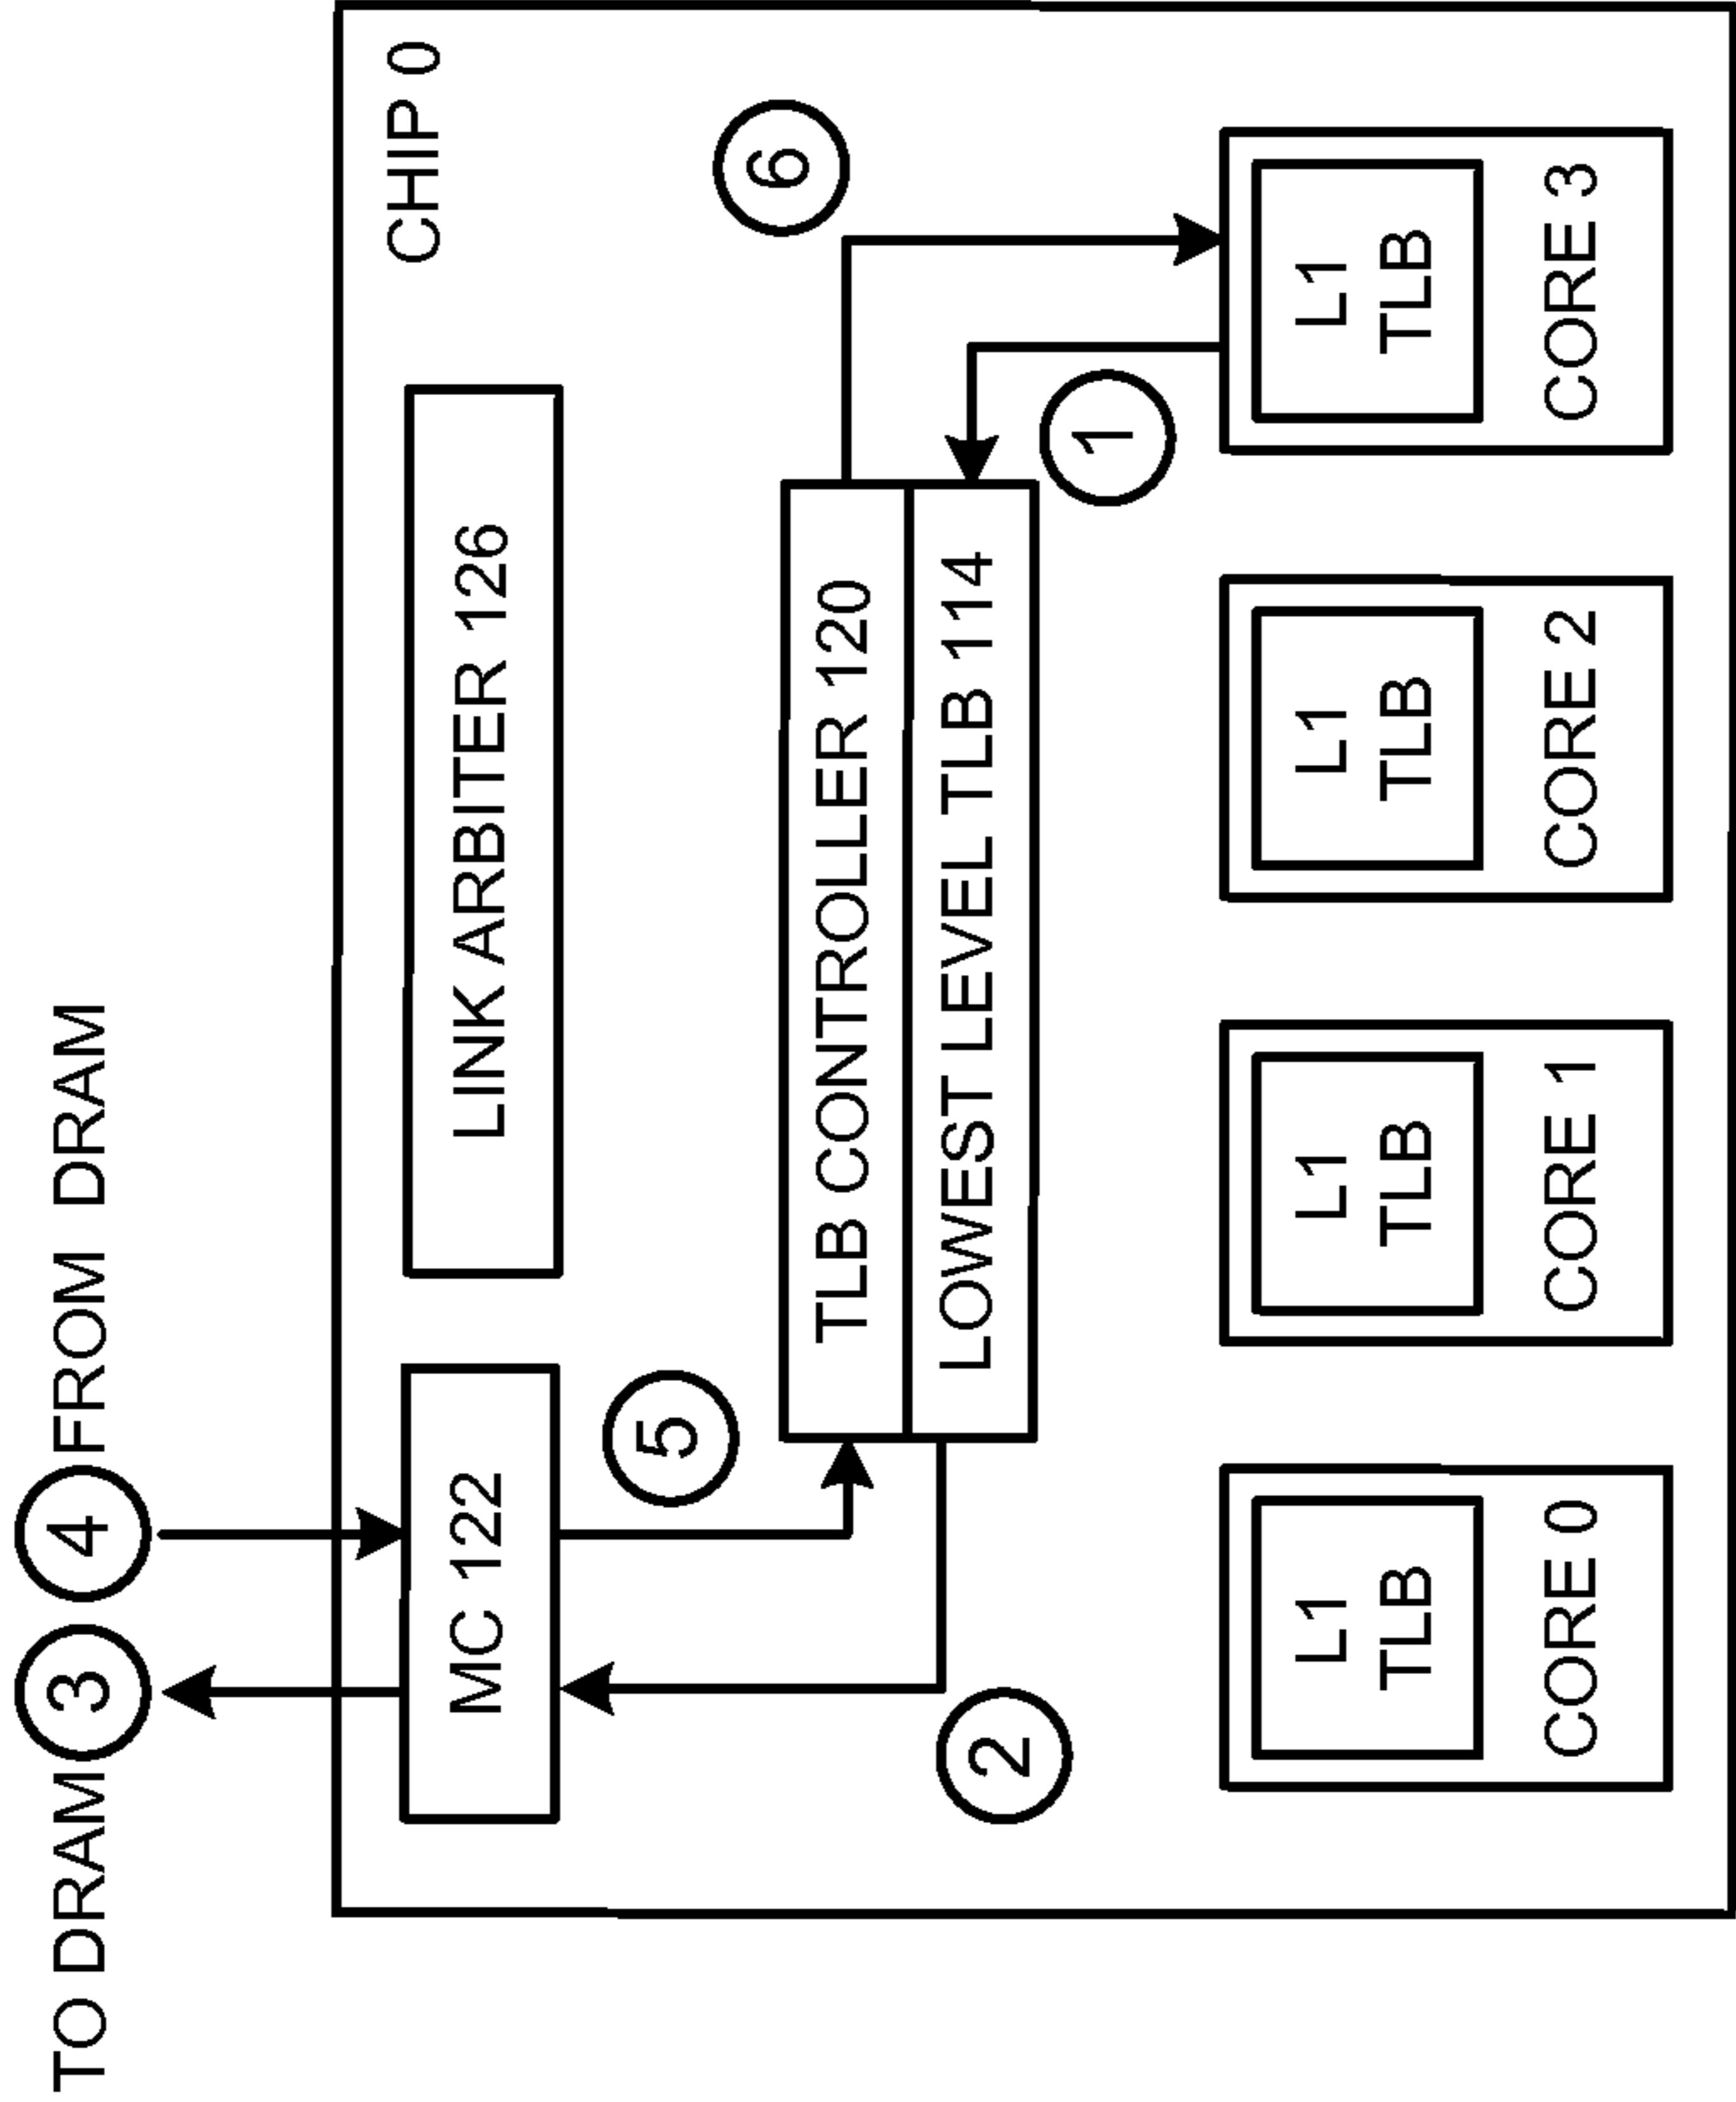 TO DRAM 3 4 FROM DRAM
CHIP 0
MC 122
LINK ARBITER 126
5
6
TLB CONTROLLER 120
LOWEST LEVEL TLB 114
2
1
L1
TLB
CORE 0
L1
TLB
CORE 1
L1
TLB
CORE 2
L1
TLB
CORE 3